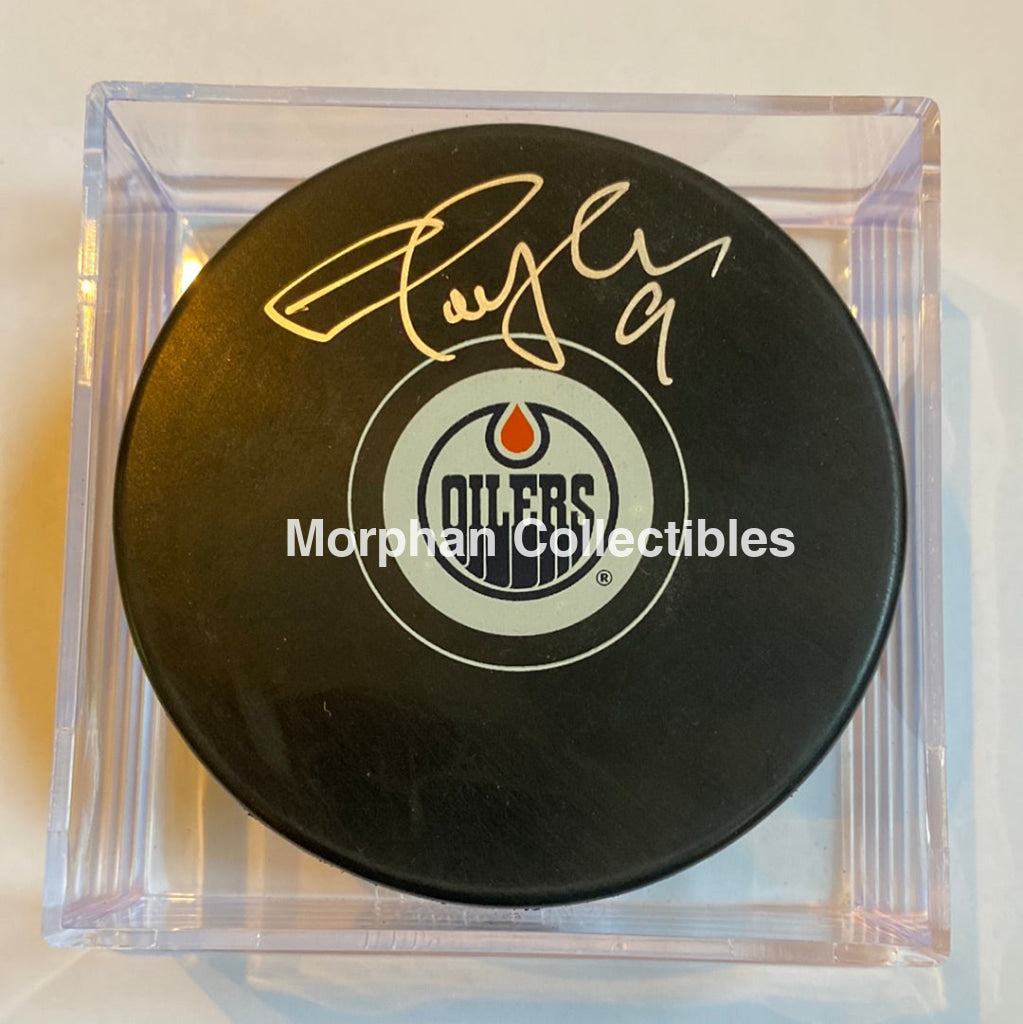 9
OILERS
®
Morphan Collectibles